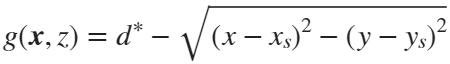 g(x, z) = d* − √((x − xₛ)² − (y − yₛ)²)